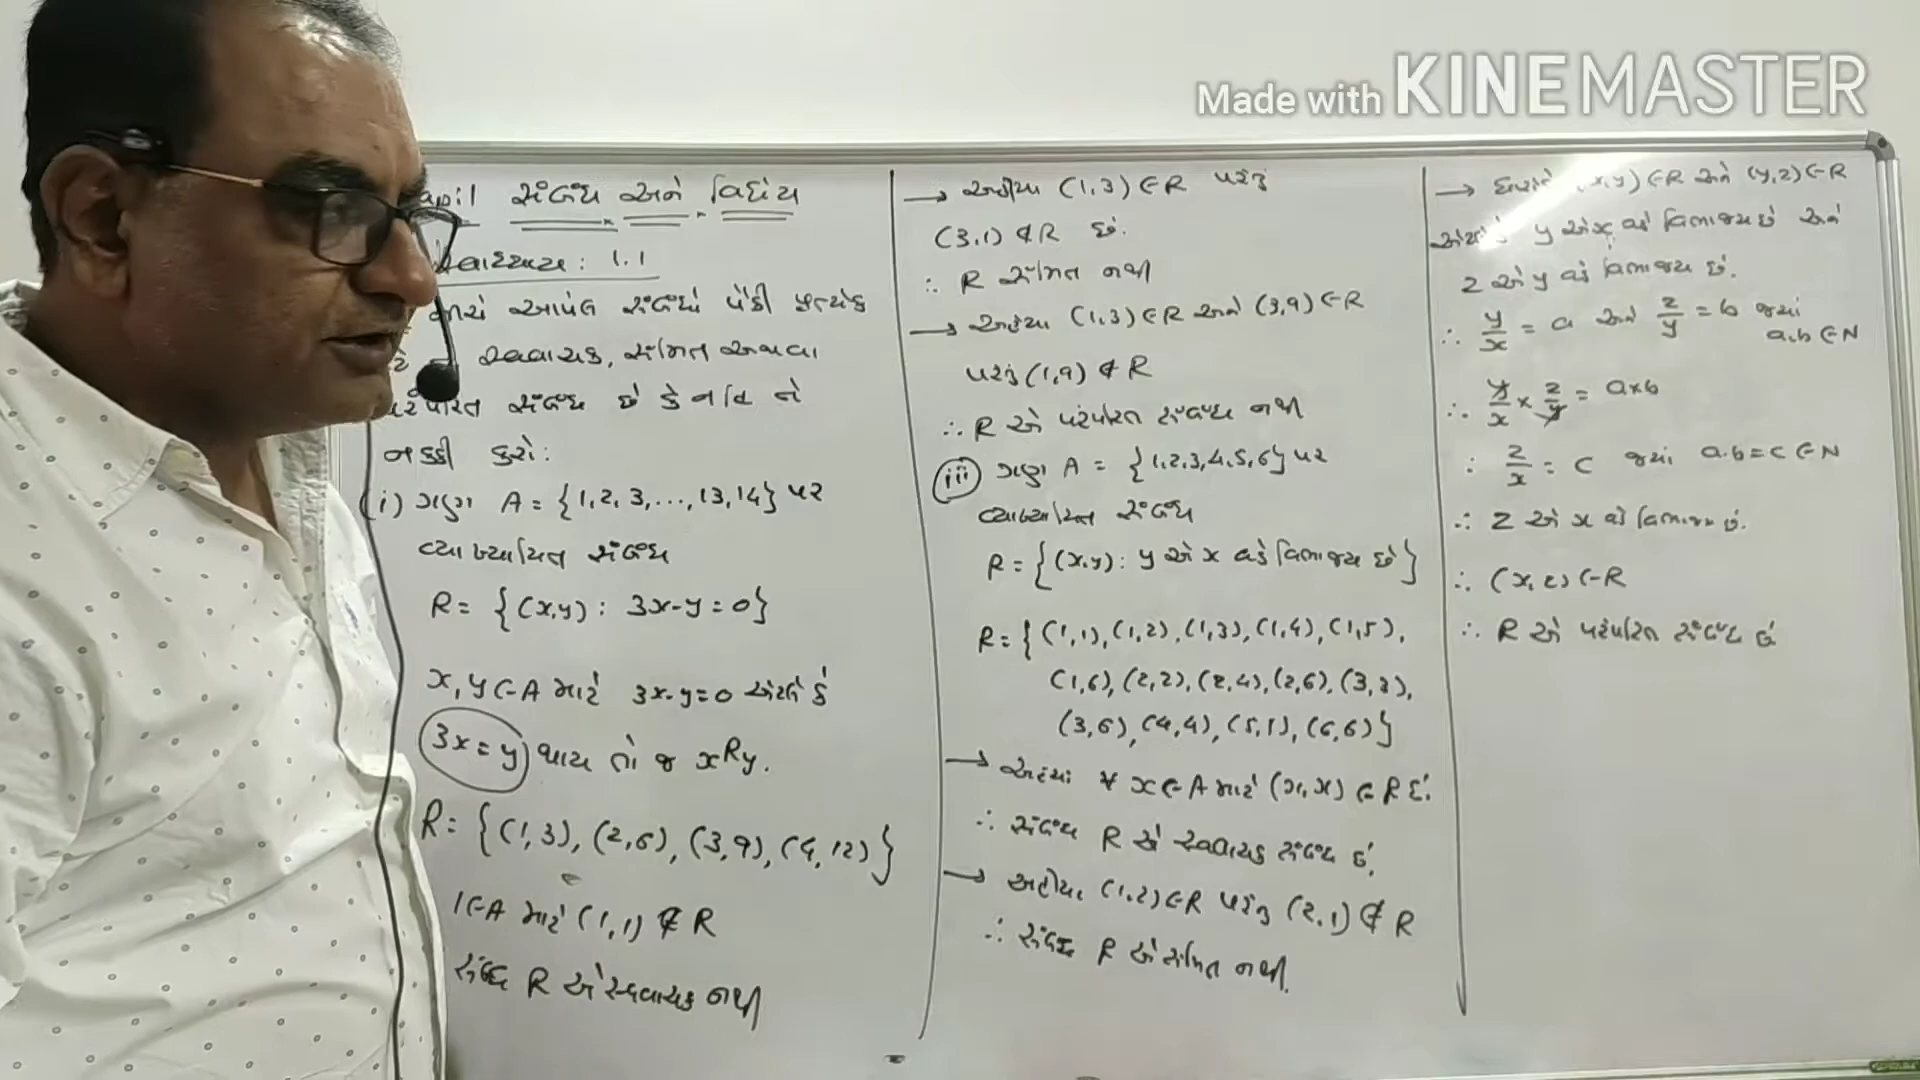 Made with KINEMASTER
સંબંધ અને વિધેય
સ્વાધ્યાય : 1.1
નીચે આપેલ સંબંધો પૈકી પ્રત્યેક
સ્વવાચક, સંમિત અથવા
પરંપરિત સંબંધ છે કે નહિ તે
નક્કી કરો:
(i) ગણ A = {1, 2, 3, ..., 13, 14} પર
વ્યાખ્યાયિત સંબંધ
R = {(x,y) : 3x-y=0}
x, y ∈ A માટે 3x-y=0 એટલે કે
3x = y થાય તો જ xRy.
R = {(1,3), (2,6), (3,9), (4,12)}
1∈A માટે (1,1) ∉ R
સંબંધ R એ સ્વવાચક નથી
→ અહીંયા (1,3) ∈ R પરંતુ
(3,1) ∉ R છે.
∴ R સંમિત નથી
→ અહીંયા (1,3) ∈ R અને (3,9) ∈ R
પરંતુ (1,9) ∉ R
∴ R એ પરંપરિત સંબંધ નથી
(iii) ગણ A = {1,2,3,4,5,6} પર
વ્યાખ્યાયિત સંબંધ
R = {(x,y) : y એ x વડે વિભાજ્ય છે}
R = {(1,1), (1,2), (1,3), (1,4), (1,5),
(1,6), (2,2), (2,4), (2,6), (3,3),
(3,6), (4,4), (5,5), (6,6)}
→ અહીંયા ∀ x ∈ A માટે (x,x) ∈ R છે.
∴ સંબંધ R એ સ્વવાચક સંબંધ છે.
→ અહીંયા (1,2) ∈ R પરંતુ (2,1) ∉ R
∴ સંબંધ R એ સંમિત નથી.
→ ધારો કે (x,y) ∈ R અને (y,z) ∈ R
એટલે કે y એ x વડે વિભાજ્ય છે અને
z એ y વડે વિભાજ્ય છે.
∴ y/x = a અને z/y = b જ્યાં a,b ∈ N
∴ y/x × z/y = a×b
∴ z/x = c જ્યાં a.b = c ∈ N
∴ z એ x વડે વિભાજ્ય છે.
∴ (x,z) ∈ R
∴ R એ પરંપરિત સંબંધ છે